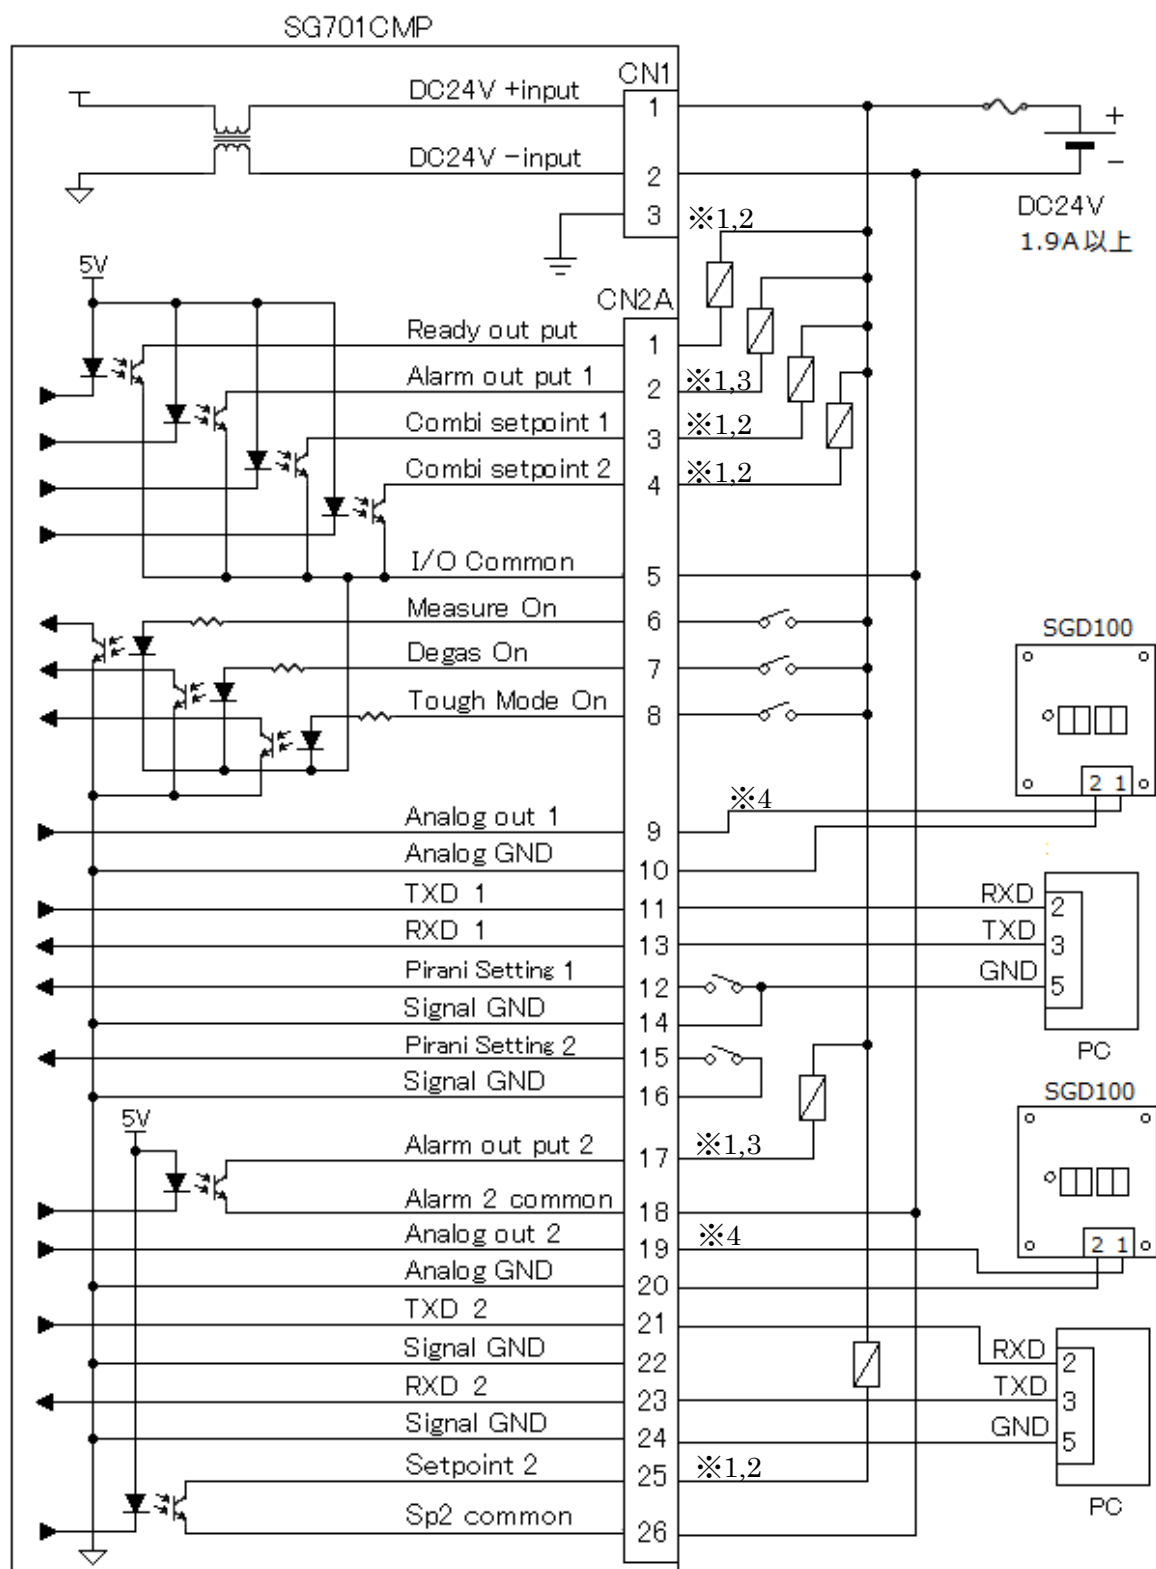 SG701CMP
CN1
DC24V +input
1
+
DC24V −input
2
−
3
※1,2
DC24V
1.9A以上
5V
CN2A
Ready out put
1
Alarm out put 1
2
※1,3
Combi setpoint 1
3
※1,2
Combi setpoint 2
4
※1,2
I/O Common
5
Measure On
6
SGD100
Degas On
7
Tough Mode On
8
2 1
※4
Analog out 1
9
Analog GND
10
TXD 1
11
RXD
2
RXD 1
13
TXD
3
Pirani Setting 1
12
GND
5
Signal GND
14
Pirani Setting 2
15
PC
Signal GND
16
SGD100
5V
Alarm out put 2
17
※1,3
Alarm 2 common
18
Analog out 2
19
※4
2 1
Analog GND
20
TXD 2
21
Signal GND
22
RXD
2
RXD 2
23
TXD
3
Signal GND
24
GND
5
Setpoint 2
25
※1,2
PC
Sp2 common
26